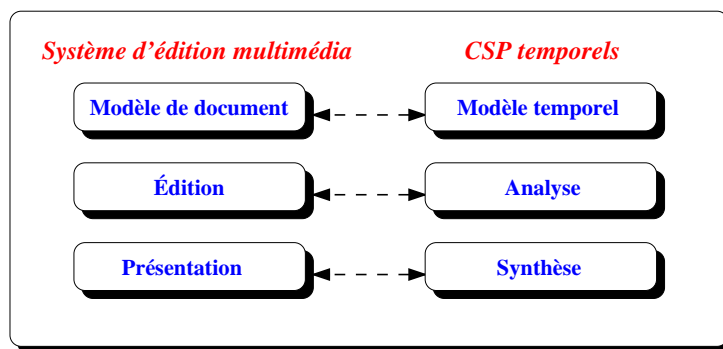 Système d'édition multimédia
CSP temporels
Modèle de document
Modèle temporel
Édition
Analyse
Présentation
Synthèse